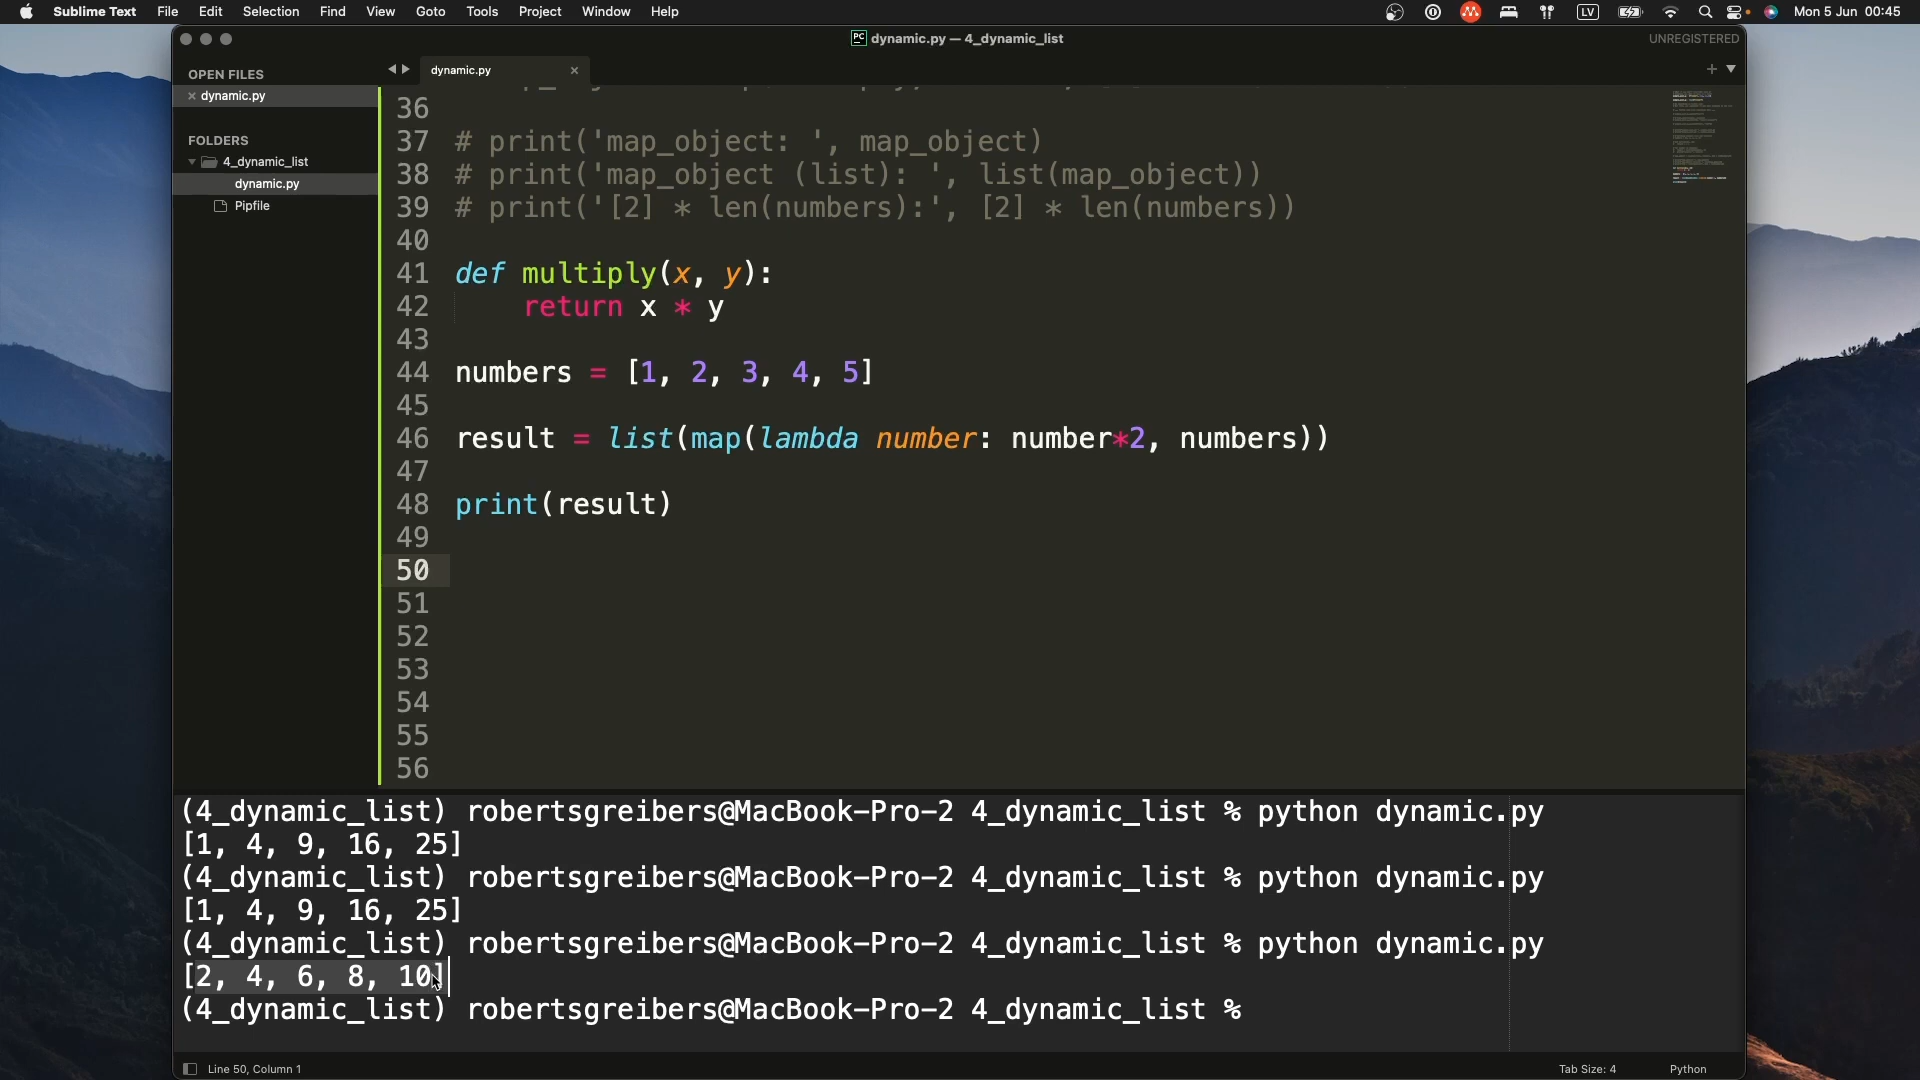 Sublime Text File Edit Selection Find View Goto Tools Project Window Help LV Mon 5 Jun 00:45
PC dynamic.py — 4_dynamic_list UNREGISTERED
OPEN FILES
dynamic.py
FOLDERS
4_dynamic_list
dynamic.py
Pipfile
dynamic.py
36
37 # print('map_object: ', map_object)
38 # print('map_object (list): ', list(map_object))
39 # print('[2] * len(numbers):', [2] * len(numbers))
40
41 def multiply(x, y):
42 return x * y
43
44 numbers = [1, 2, 3, 4, 5]
45
46 result = list(map(lambda number: number*2, numbers))
47
48 print(result)
49
50
51
52
53
54
55
56
(4_dynamic_list) robertsgreibers@MacBook-Pro-2 4_dynamic_list % python dynamic.py
[1, 4, 9, 16, 25]
(4_dynamic_list) robertsgreibers@MacBook-Pro-2 4_dynamic_list % python dynamic.py
[1, 4, 9, 16, 25]
(4_dynamic_list) robertsgreibers@MacBook-Pro-2 4_dynamic_list % python dynamic.py
[2, 4, 6, 8, 10]
(4_dynamic_list) robertsgreibers@MacBook-Pro-2 4_dynamic_list %
Line 50, Column 1 Tab Size: 4 Python